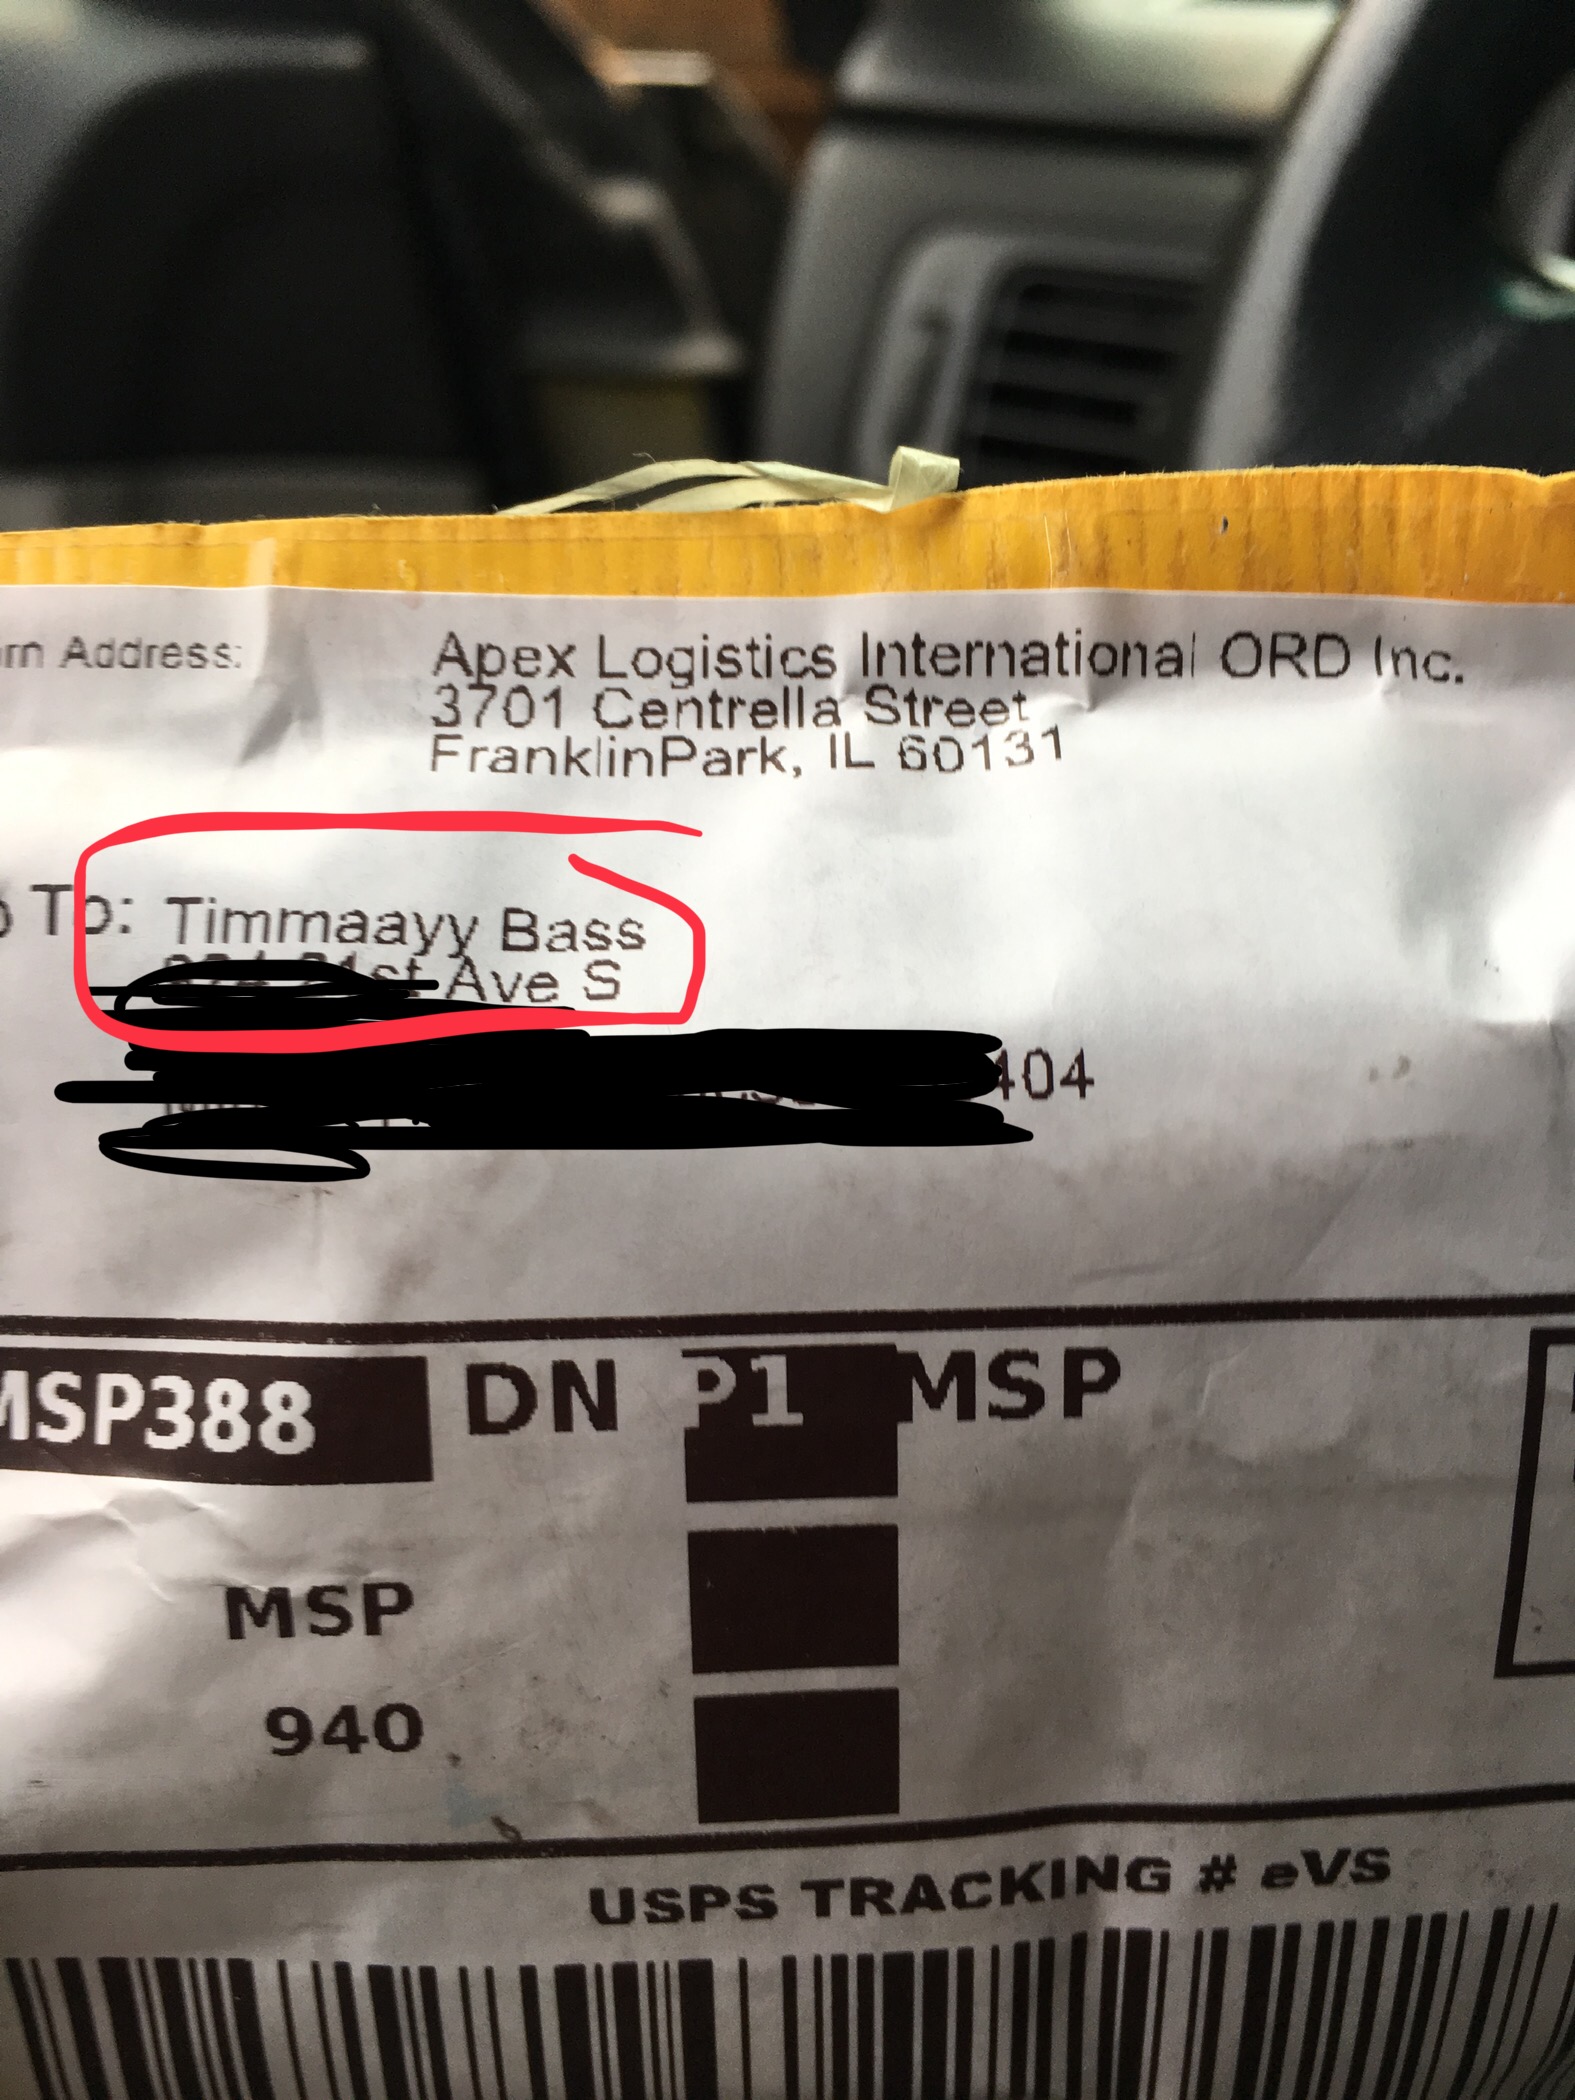 rn Address:
Apex Logistics International ORD Inc.
3701 Centrella Street
FranklinPark, IL 60131
To: Timmaayy Bass
Ave S
404
MSP388 DN P1 MSP
MSP
940
USPS TRACKING # eVS